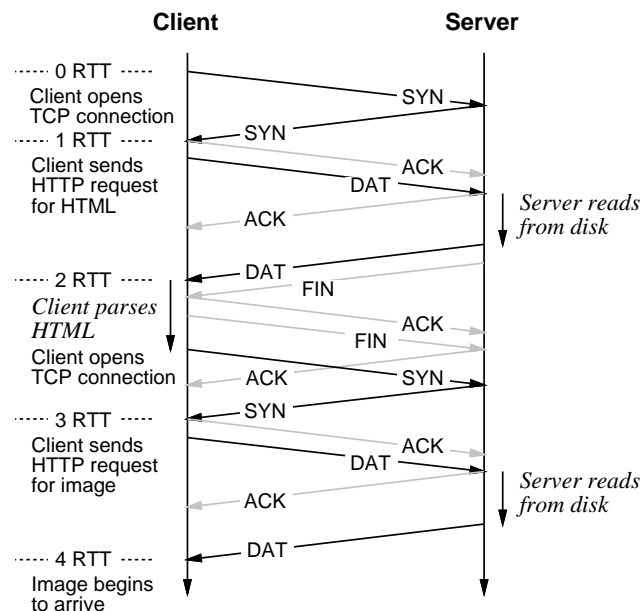 Client
Server
0 RTT
Client opens
TCP connection
SYN
SYN
1 RTT
Client sends
HTTP request
for HTML
ACK
DAT
ACK
Server reads
from disk
DAT
2 RTT
FIN
Client parses
HTML
ACK
FIN
Client opens
TCP connection
ACK
SYN
SYN
3 RTT
Client sends
HTTP request
for image
ACK
DAT
ACK
Server reads
from disk
DAT
4 RTT
Image begins
to arrive